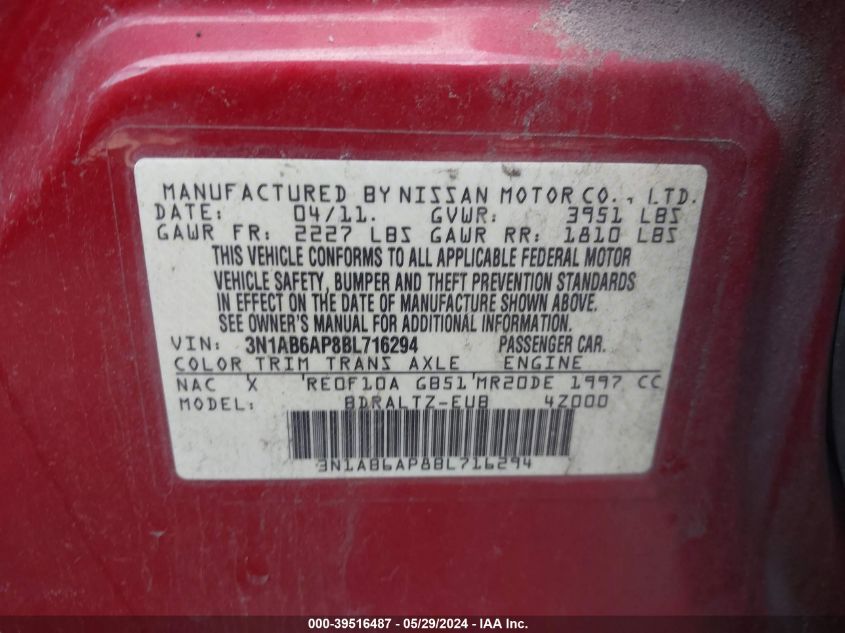 MANUFACTURED BY NISSAN MOTOR CO., LTD.
DATE: 04/11. GVWR: 3951 LBS
GAWR FR: 2227 LBS GAWR RR: 1810 LBS
THIS VEHICLE CONFORMS TO ALL APPLICABLE FEDERAL MOTOR
VEHICLE SAFETY, BUMPER AND THEFT PREVENTION STANDARDS
IN EFFECT ON THE DATE OF MANUFACTURE SHOWN ABOVE.
SEE OWNER'S MANUAL FOR ADDITIONAL INFORMATION.
VIN: 3N1AB6AP8BL716294 PASSENGER CAR.
COLOR TRIM TRANS AXLE ENGINE
NAC X RE0F10A GB51 MR20DE 1997 CC
MODEL: BDRALTZ-EUB 4Z000
3N1AB6AP8BL716294
000-39516487 - 05/29/2024 - IAA Inc.